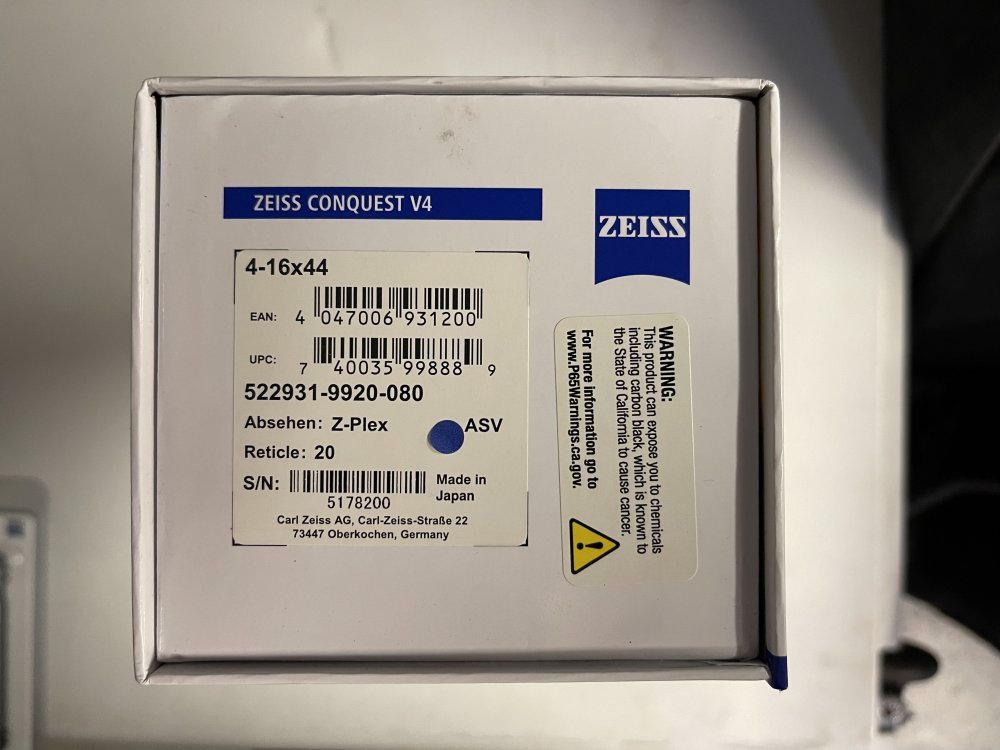 ZEISS CONQUEST V4
ZEISS
4-16x44
EAN: 4 047006 931200
UPC: 7 40035 99888 9
522931-9920-080
Absehen: Z-Plex ASV
Reticle: 20
S/N: 5178200
Made in
Japan
Carl Zeiss AG, Carl-Zeiss-Straße 22
73447 Oberkochen, Germany
WARNING:
This product can expose you to chemicals
including carbon black, which is known to
the State of California to cause cancer.
For more information go to
www.P65Warnings.ca.gov.